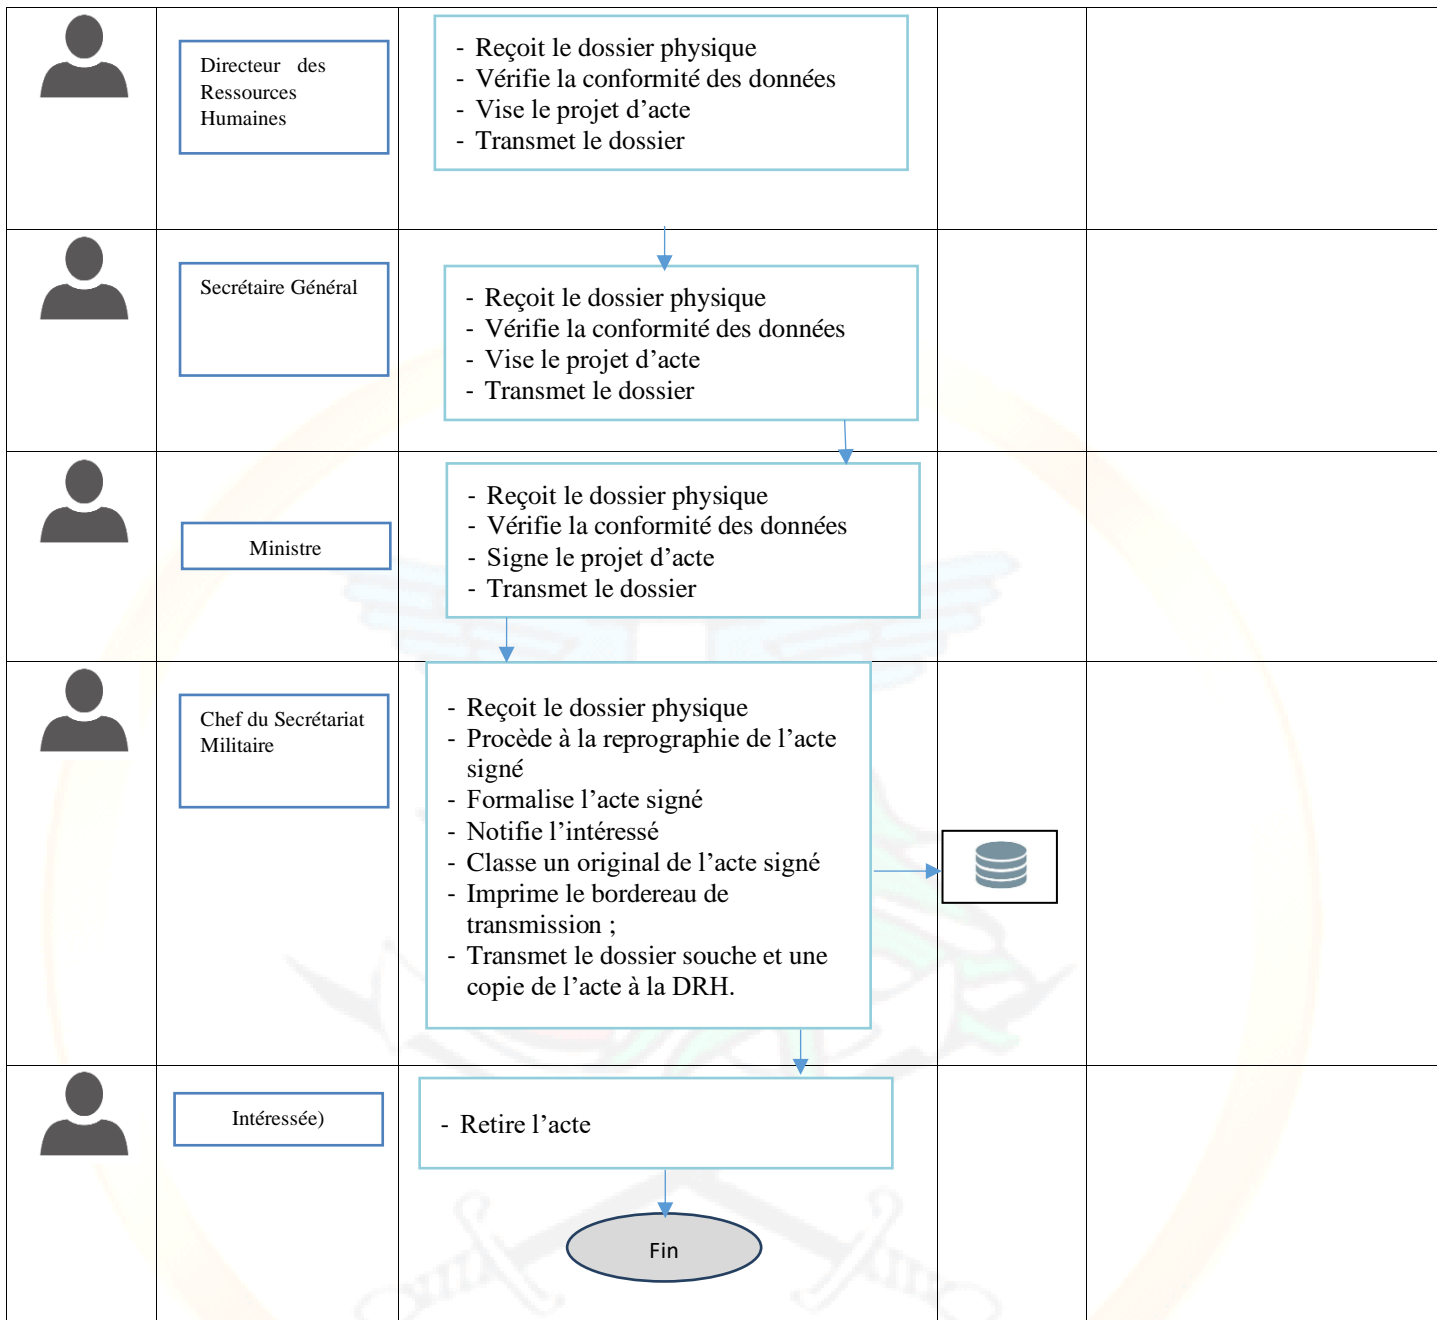 Directeur des
Ressources
Humaines
- Reçoit le dossier physique
- Vérifie la conformité des données
- Vise le projet d’acte
- Transmet le dossier
Secrétaire Général
- Reçoit le dossier physique
- Vérifie la conformité des données
- Vise le projet d’acte
- Transmet le dossier
Ministre
- Reçoit le dossier physique
- Vérifie la conformité des données
- Signe le projet d’acte
- Transmet le dossier
Chef du Secrétariat
Militaire
- Reçoit le dossier physique
- Procède à la reprographie de l’acte
signé
- Formalise l’acte signé
- Notifie l’intéressé
- Classe un original de l’acte signé
- Imprime le bordereau de
transmission ;
- Transmet le dossier souche et une
copie de l’acte à la DRH.
Intéressée)
- Retire l’acte
Fin